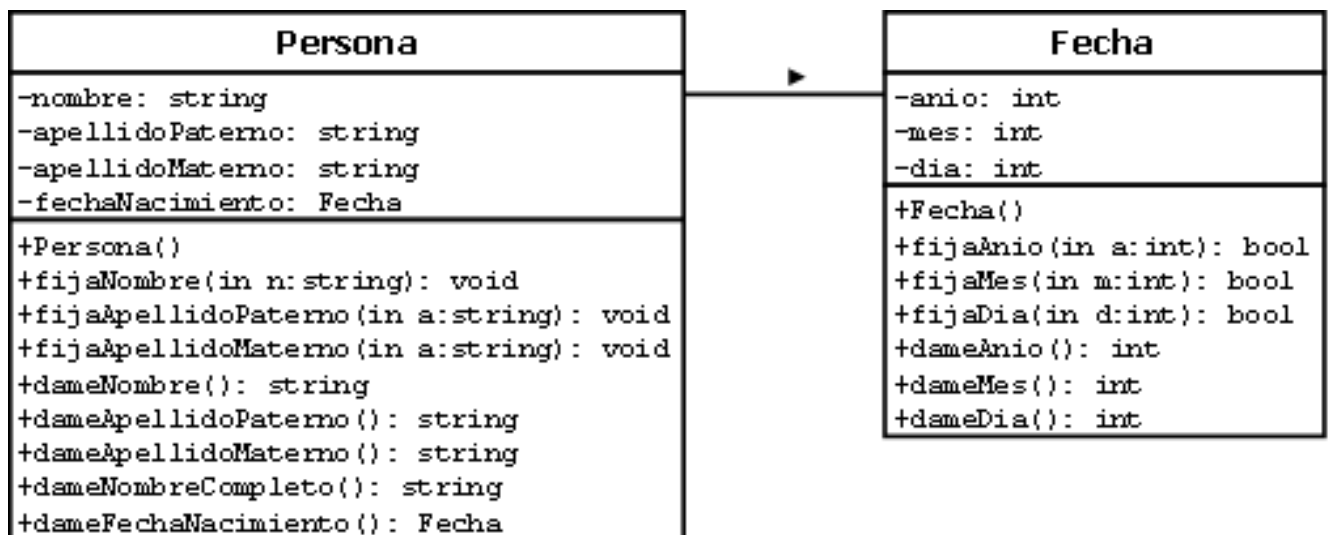 Persona
-nombre: string
-apellidoPaterno: string
-apellidoMaterno: string
-fechaNacimiento: Fecha
+Persona()
+fijaNombre(in n:string): void
+fijaApellidoPaterno(in a:string): void
+fijaApellidoMaterno(in a:string): void
+dameNombre(): string
+dameApellidoPaterno(): string
+dameApellidoMaterno(): string
+dameNombreCompleto(): string
+dameFechaNacimiento(): Fecha
Fecha
-anio: int
-mes: int
-dia: int
+Fecha()
+fijaAnio(in a:int): bool
+fijaMes(in m:int): bool
+fijaDia(in d:int): bool
+dameAnio(): int
+dameMes(): int
+dameDia(): int